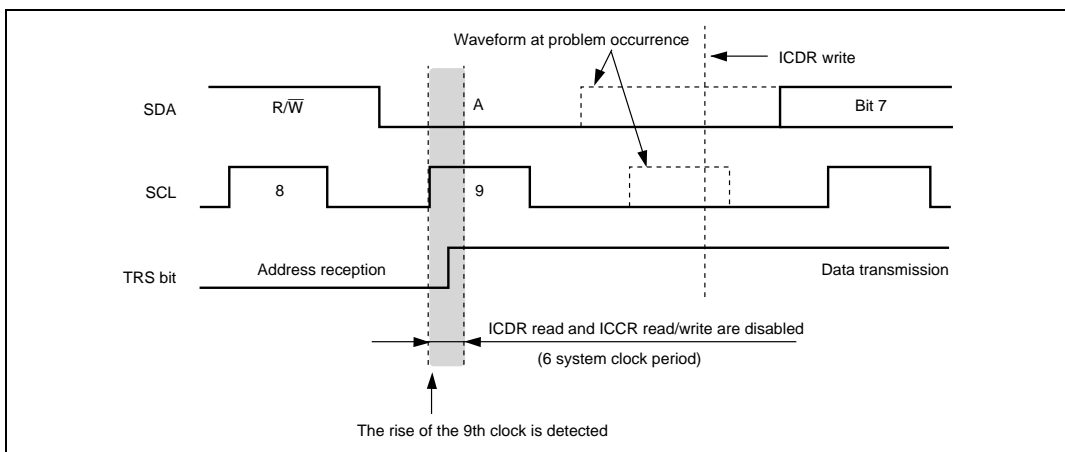 Waveform at problem occurrence
ICDR write
SDA
R/W̅
A
Bit 7
SCL
8
9
TRS bit
Address reception
Data transmission
ICDR read and ICCR read/write are disabled
(6 system clock period)
The rise of the 9th clock is detected